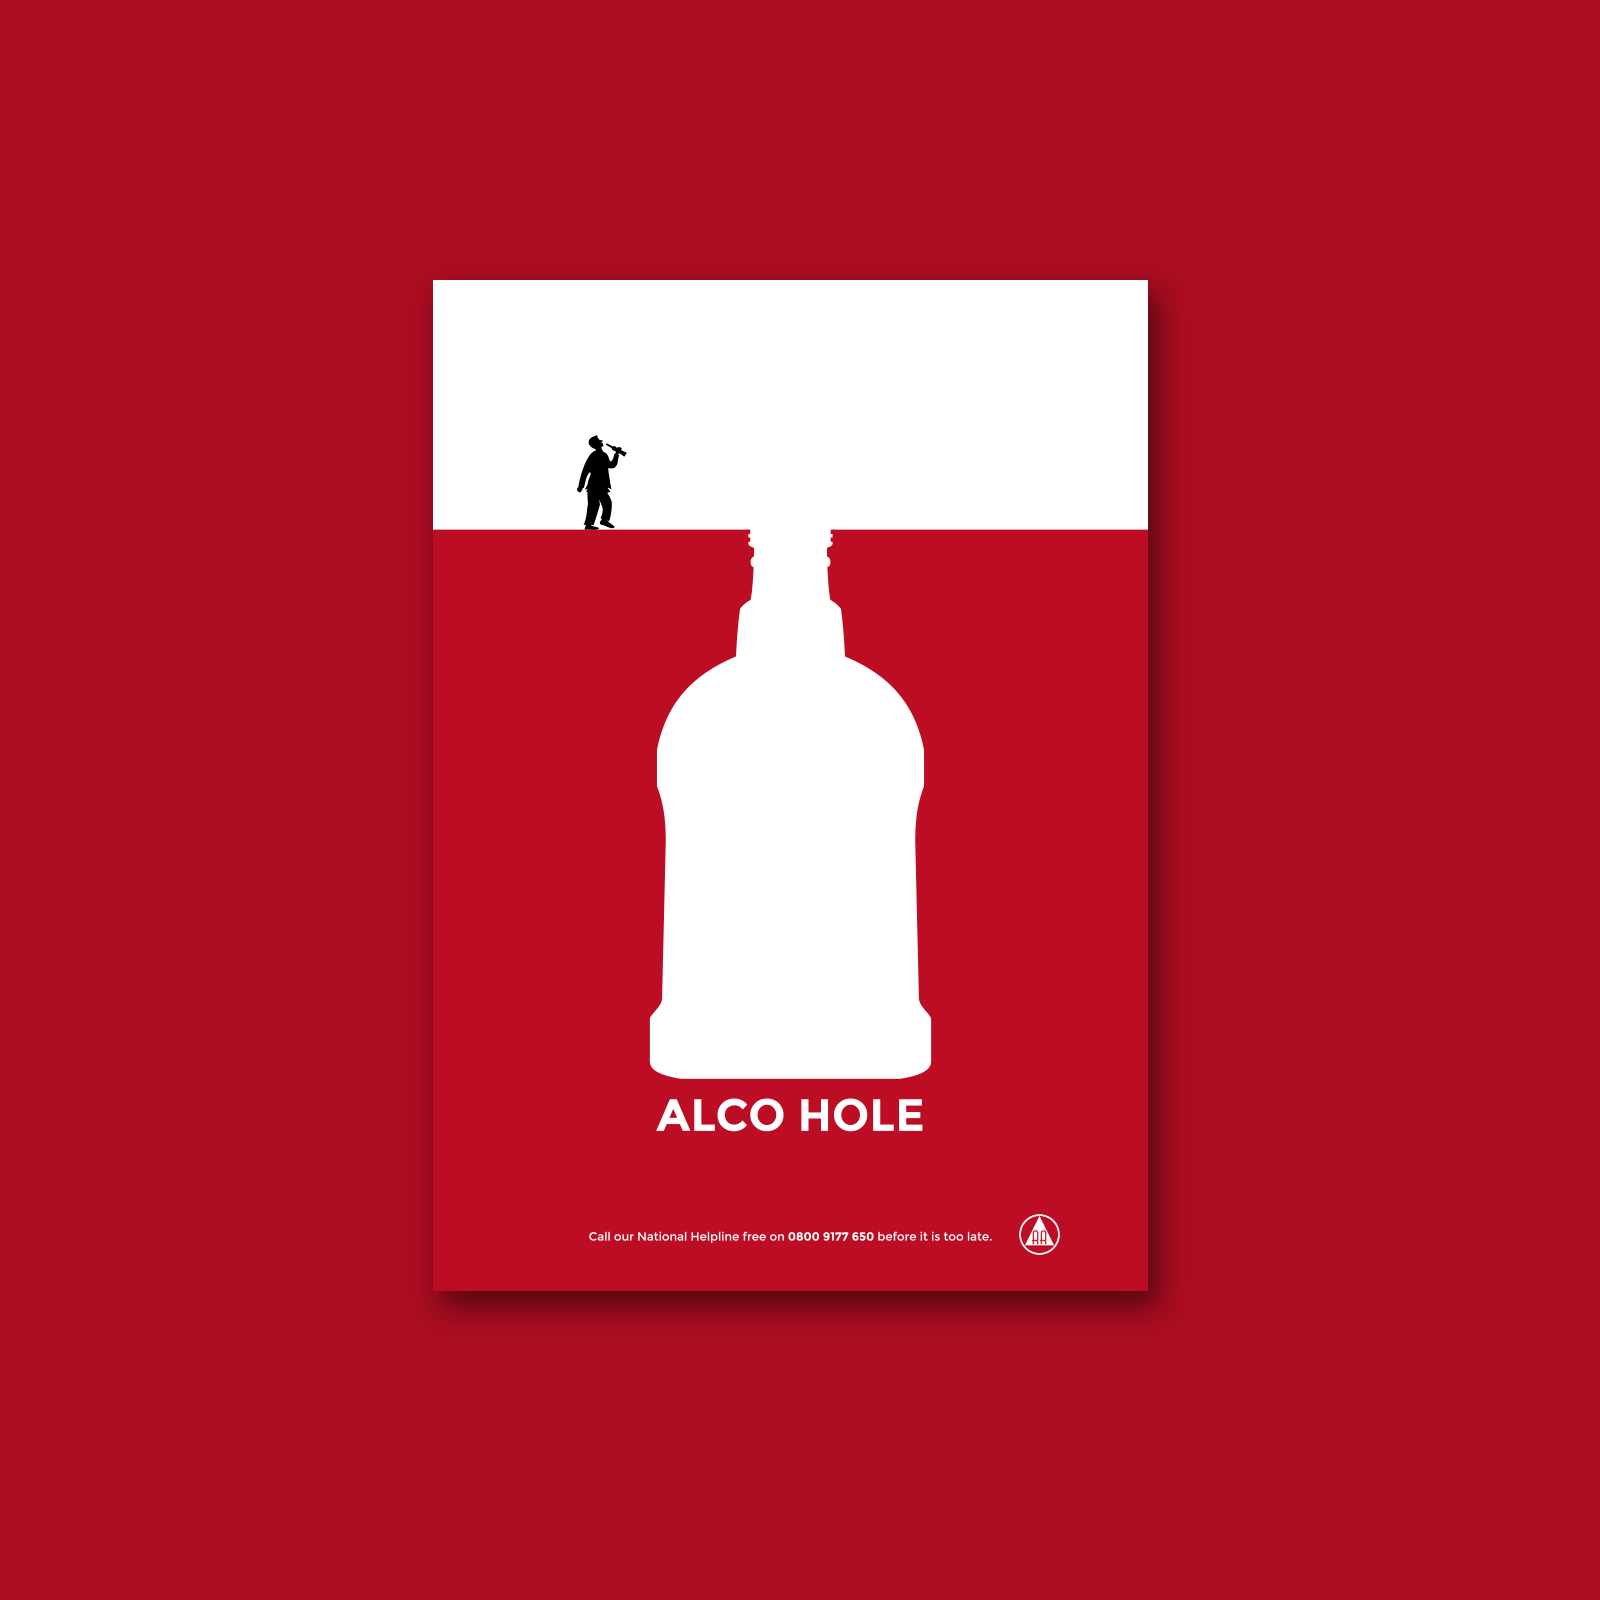 ALCO HOLE
Call our National Helpline free on 0800 9177 650 before it is too late.
AA